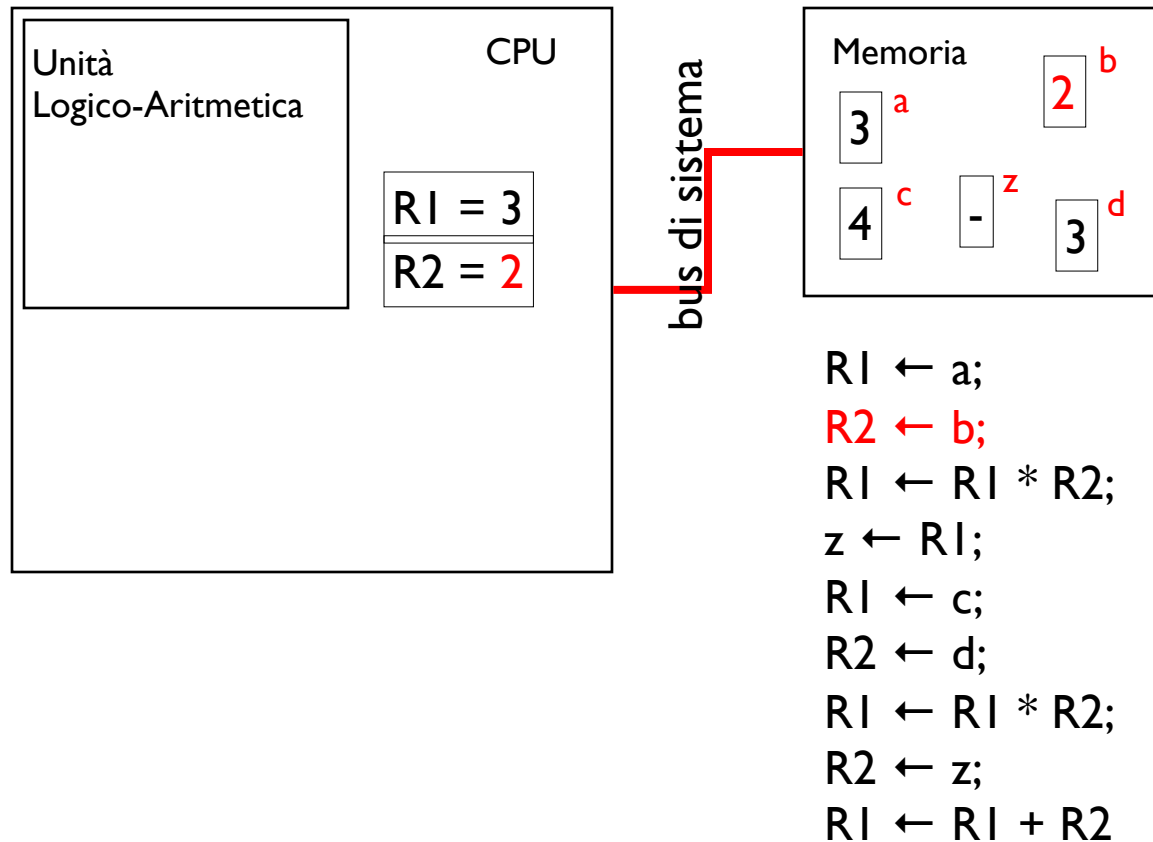 Unità
Logico-Aritmetica
CPU
R1 = 3
R2 = 2
bus di sistema
Memoria
3 a
2 b
4 c
- z
3 d
R1 ← a;
R2 ← b;
R1 ← R1 * R2;
z ← R1;
R1 ← c;
R2 ← d;
R1 ← R1 * R2;
R2 ← z;
R1 ← R1 + R2